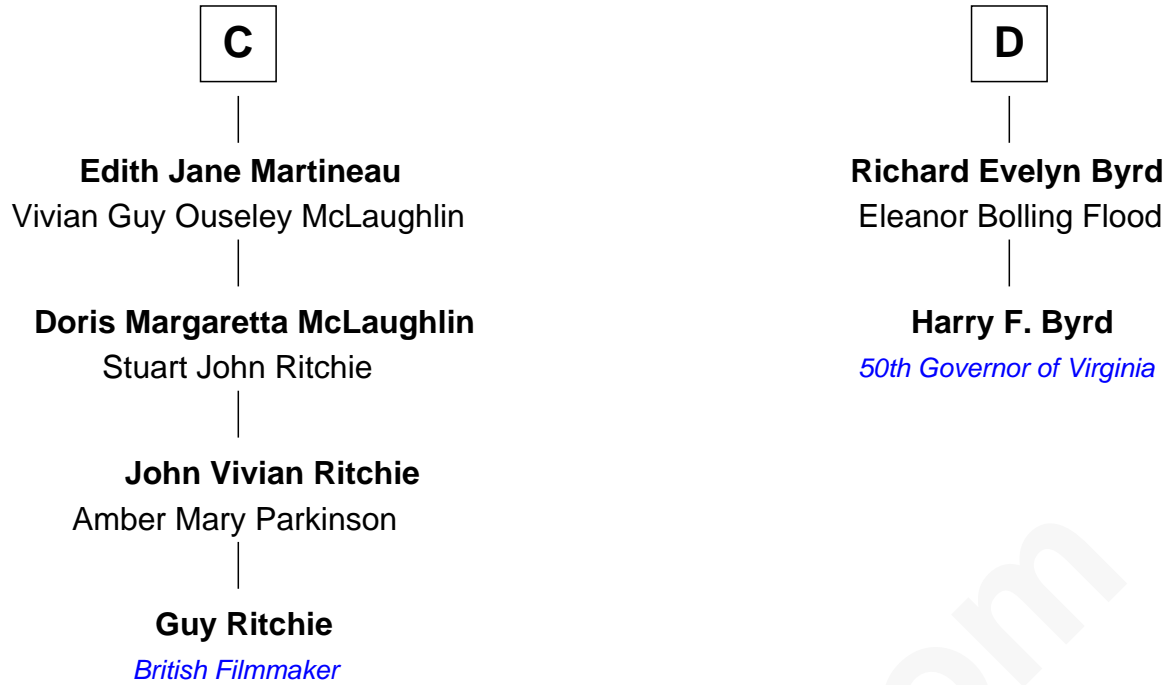 C
Edith Jane Martineau
Vivian Guy Ouseley McLaughlin
Doris Margaretta McLaughlin
Stuart John Ritchie
John Vivian Ritchie
Amber Mary Parkinson
Guy Ritchie
British Filmmaker
D
Richard Evelyn Byrd
Eleanor Bolling Flood
Harry F. Byrd
50th Governor of Virginia
om